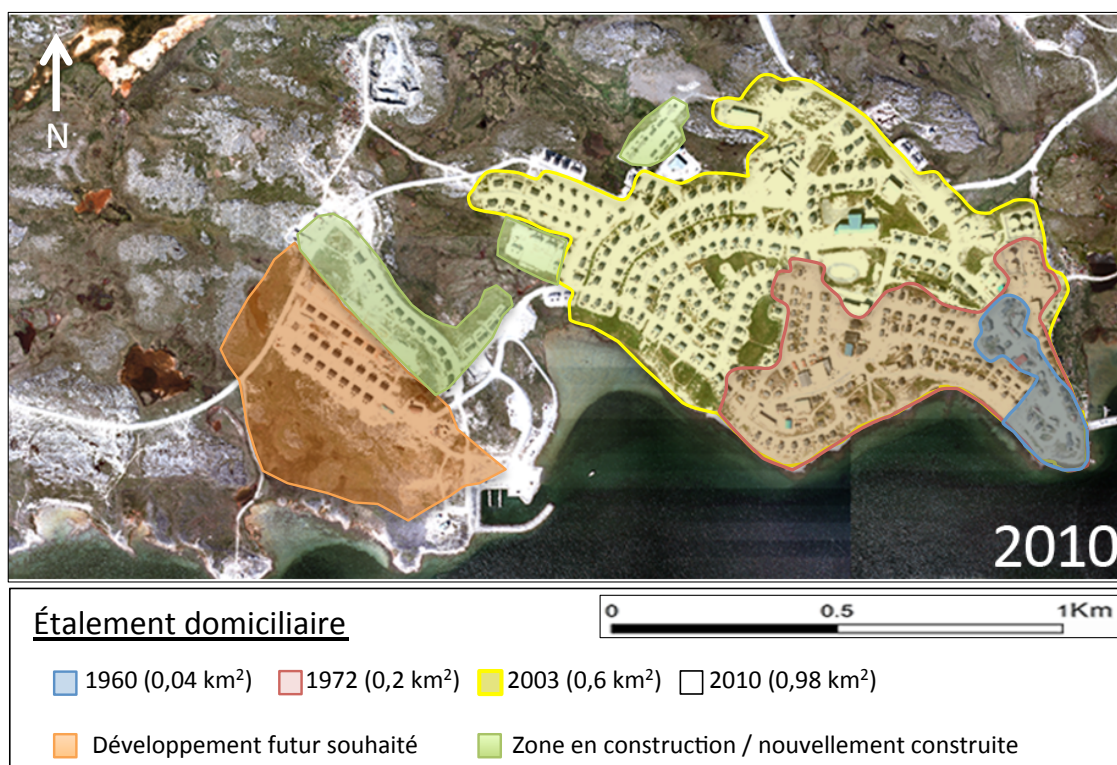 N
2010
Étalement domiciliaire
0 0.5 1Km
1960 (0,04 km²) 1972 (0,2 km²) 2003 (0,6 km²) 2010 (0,98 km²)
Développement futur souhaité Zone en construction / nouvellement construite